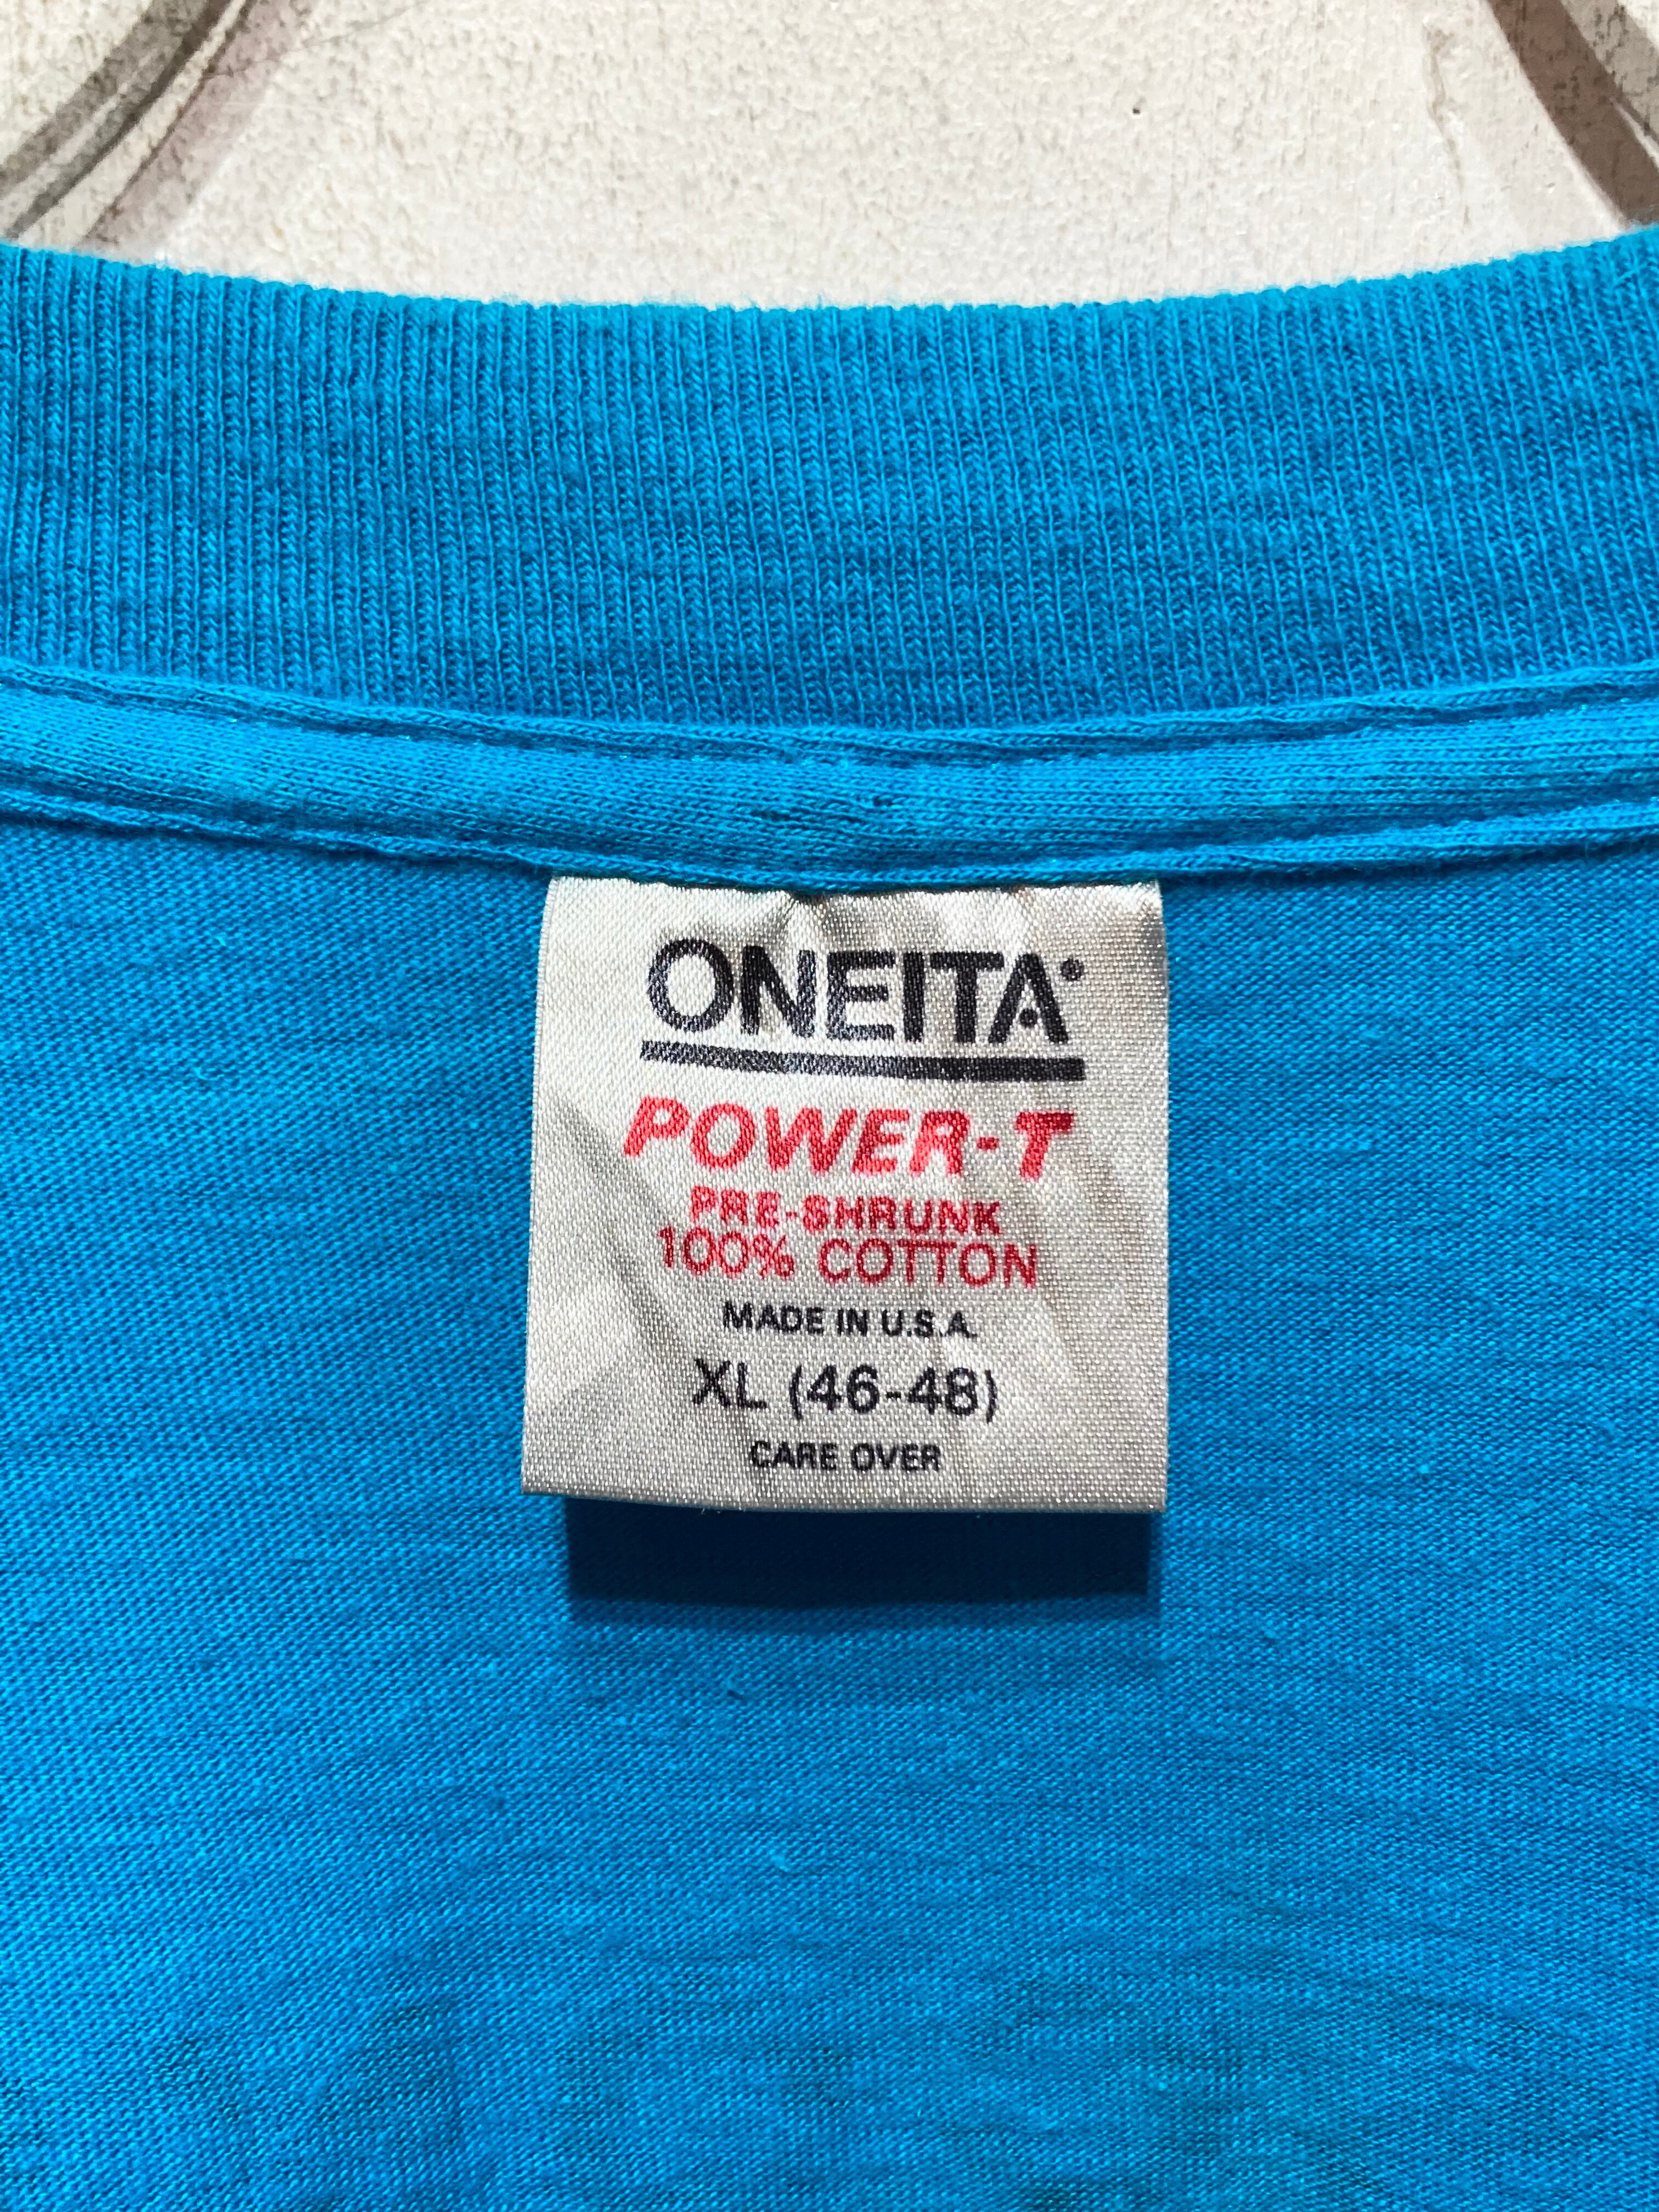 ONEITA
POWER-T
PRE-SHRUNK
100% COTTON
MADE IN U.S.A.
XL (46-48)
CARE OVER